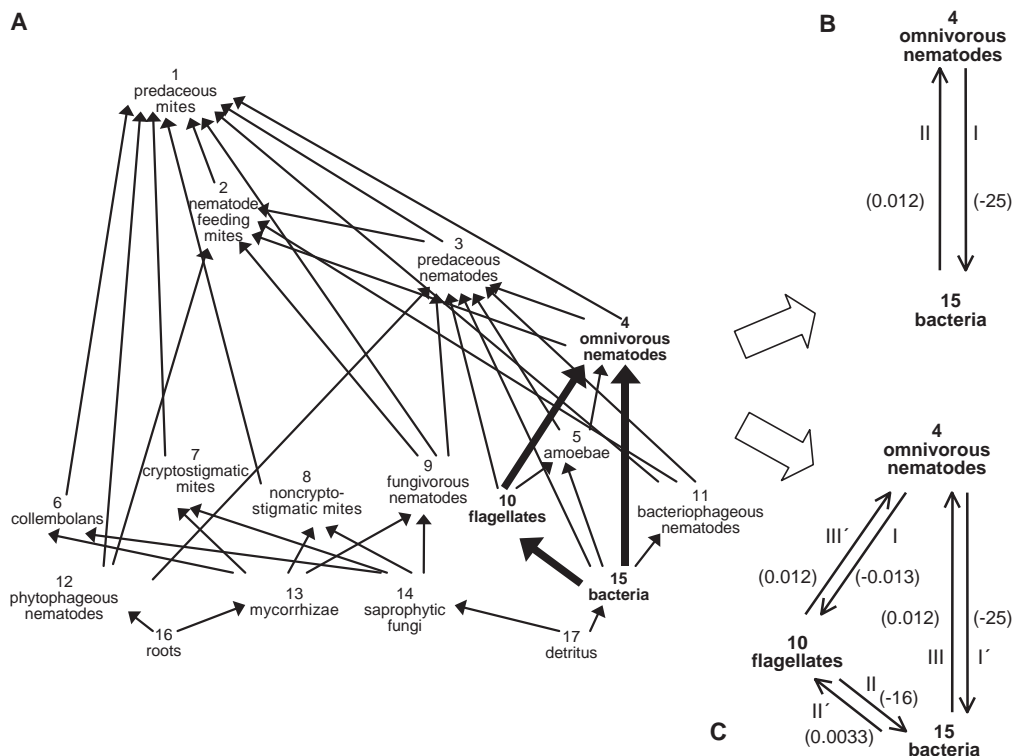 A
1
predaceous
mites
2
nematode
feeding
mites
3
predaceous
nematodes
4
omnivorous
nematodes
5
amoebae
6
collembolans
7
cryptostigmatic
mites
8
noncrypto-
stigmatic mites
9
fungivorous
nematodes
10
flagellates
11
bacteriophageous
nematodes
12
phytophageous
nematodes
13
mycorrhizae
14
saprophytic
fungi
15
bacteria
16
roots
17
detritus
B
4
omnivorous
nematodes
II
I
(0.012)
(-25)
15
bacteria
4
omnivorous
nematodes
III´
I
(0.012)
(-0.013)
(0.012)
(-25)
10
flagellates
III
I´
II
(-16)
II´
(0.0033)
C
15
bacteria